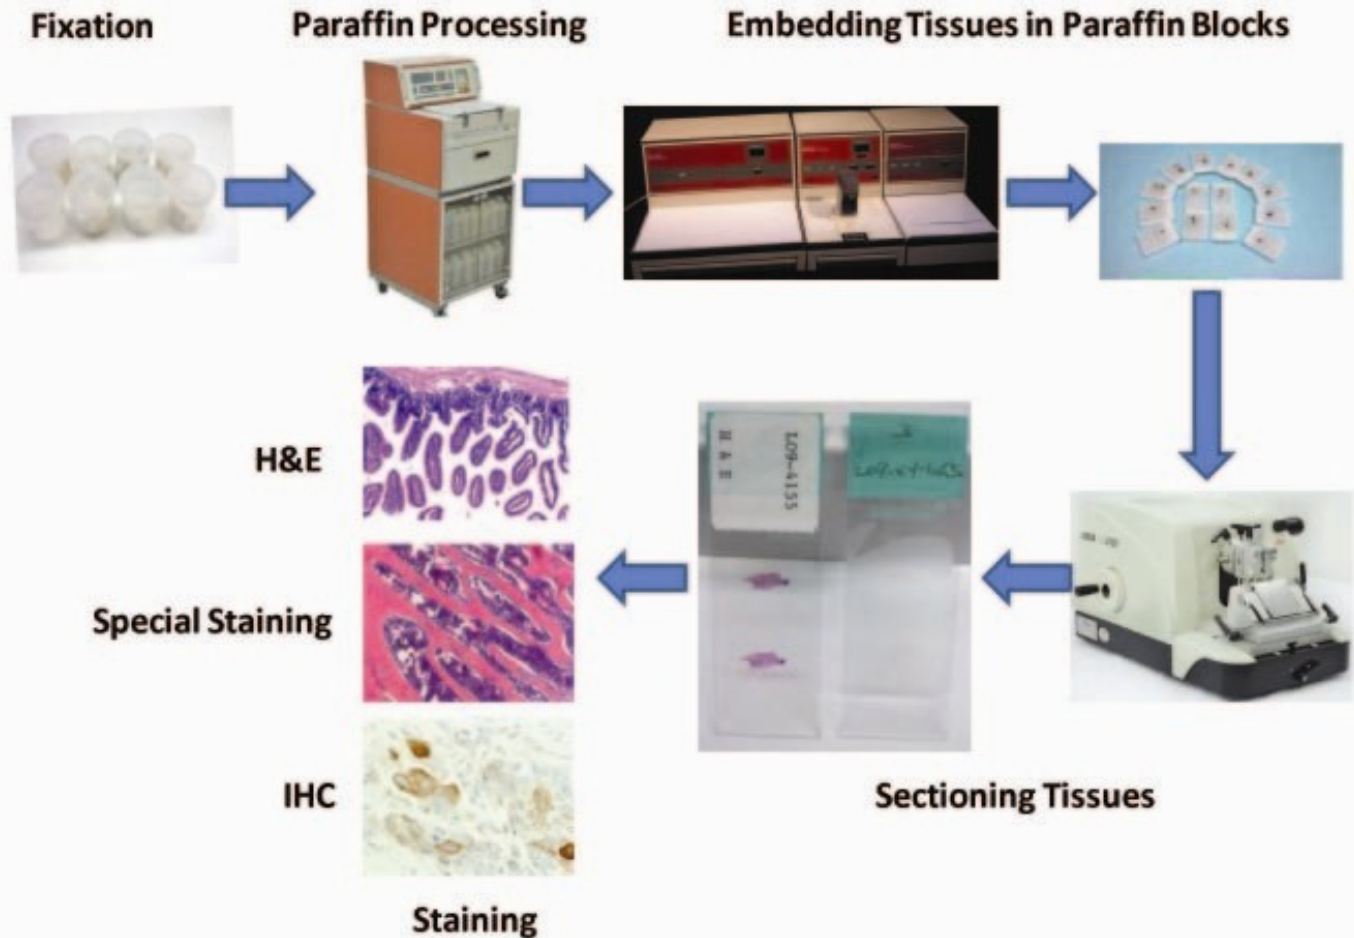 Fixation
Paraffin Processing
Embedding Tissues in Paraffin Blocks
H&E
L09-4155
H&E
Special Staining
IHC
Sectioning Tissues
Staining